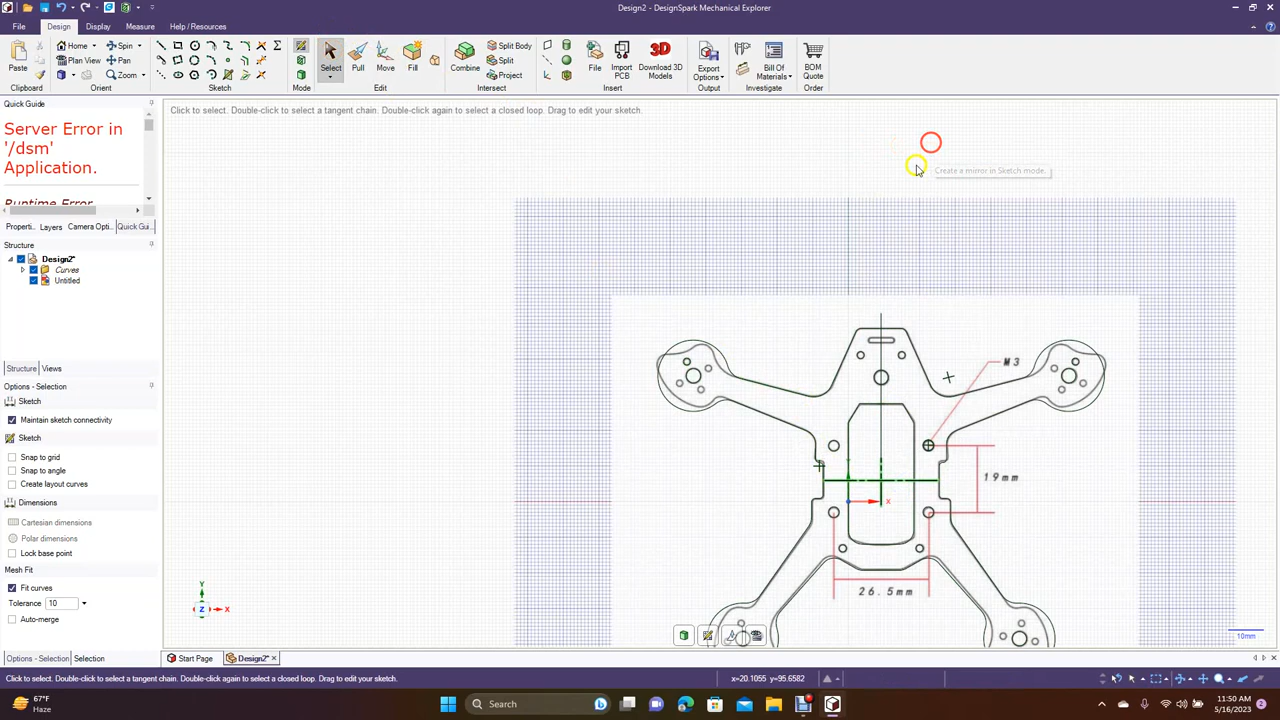 Design2* - DesignSpark Mechanical Explorer
File Design Display Measure Help / Resources
Paste
Home Spin
Plan View Pan
Zoom
Select Pull Move Fill
Combine
Split Body
Split
Project
File
Import PCB
Download 3D Models
Export Options
Bill Of Materials
BOM Quote
Clipboard Orient Sketch Mode Edit Intersect Insert Output Investigate Order
Quick Guide
Click to select. Double-click to select a tangent chain. Double-click again to select a closed loop. Drag to edit your sketch.
Server Error in '/dsm' Application.
Runtime Error
Create a mirror in Sketch mode.
Properti... Layers Camera Opti... Quick Gui...
Structure
Design2*
Curves
Untitled
Structure Views
Options - Selection
Sketch
Maintain sketch connectivity
Sketch
Snap to grid
Snap to angle
Create layout curves
Dimensions
Cartesian dimensions
Polar dimensions
Lock base point
Mesh Fit
Fit curves
Tolerance: 10
Auto-merge
M3
19mm
26.5mm
X
Y
Z X
10mm
Options - Selection Selection
Start Page Design2*
Click to select. Double-click to select a tangent chain. Double-click again to select a closed loop. Drag to edit your sketch.
x=20.1055 y=95.6582
67°F
Haze
Search
11:50 AM
5/16/2023